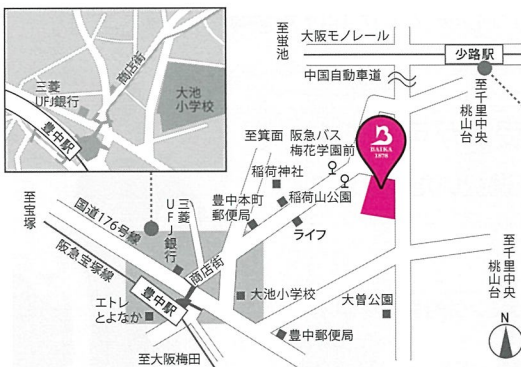 三菱
UFJ銀行
豊中駅
商店街
大池
小学校
至蛍池
大阪モノレール
少路駅
中国自動車道
至千里中央
桃山台
至箕面
阪急バス
梅花学園前
BAIKA
1878
稲荷神社
豊中本町
郵便局
稲荷山公園
ライフ
至宝塚
国道176号線
三菱
UFJ銀行
商店街
阪急宝塚線
豊中駅
エトレ
とよなか
大池小学校
大曽公園
豊中郵便局
至大阪梅田
至千里中央
桃山台
N